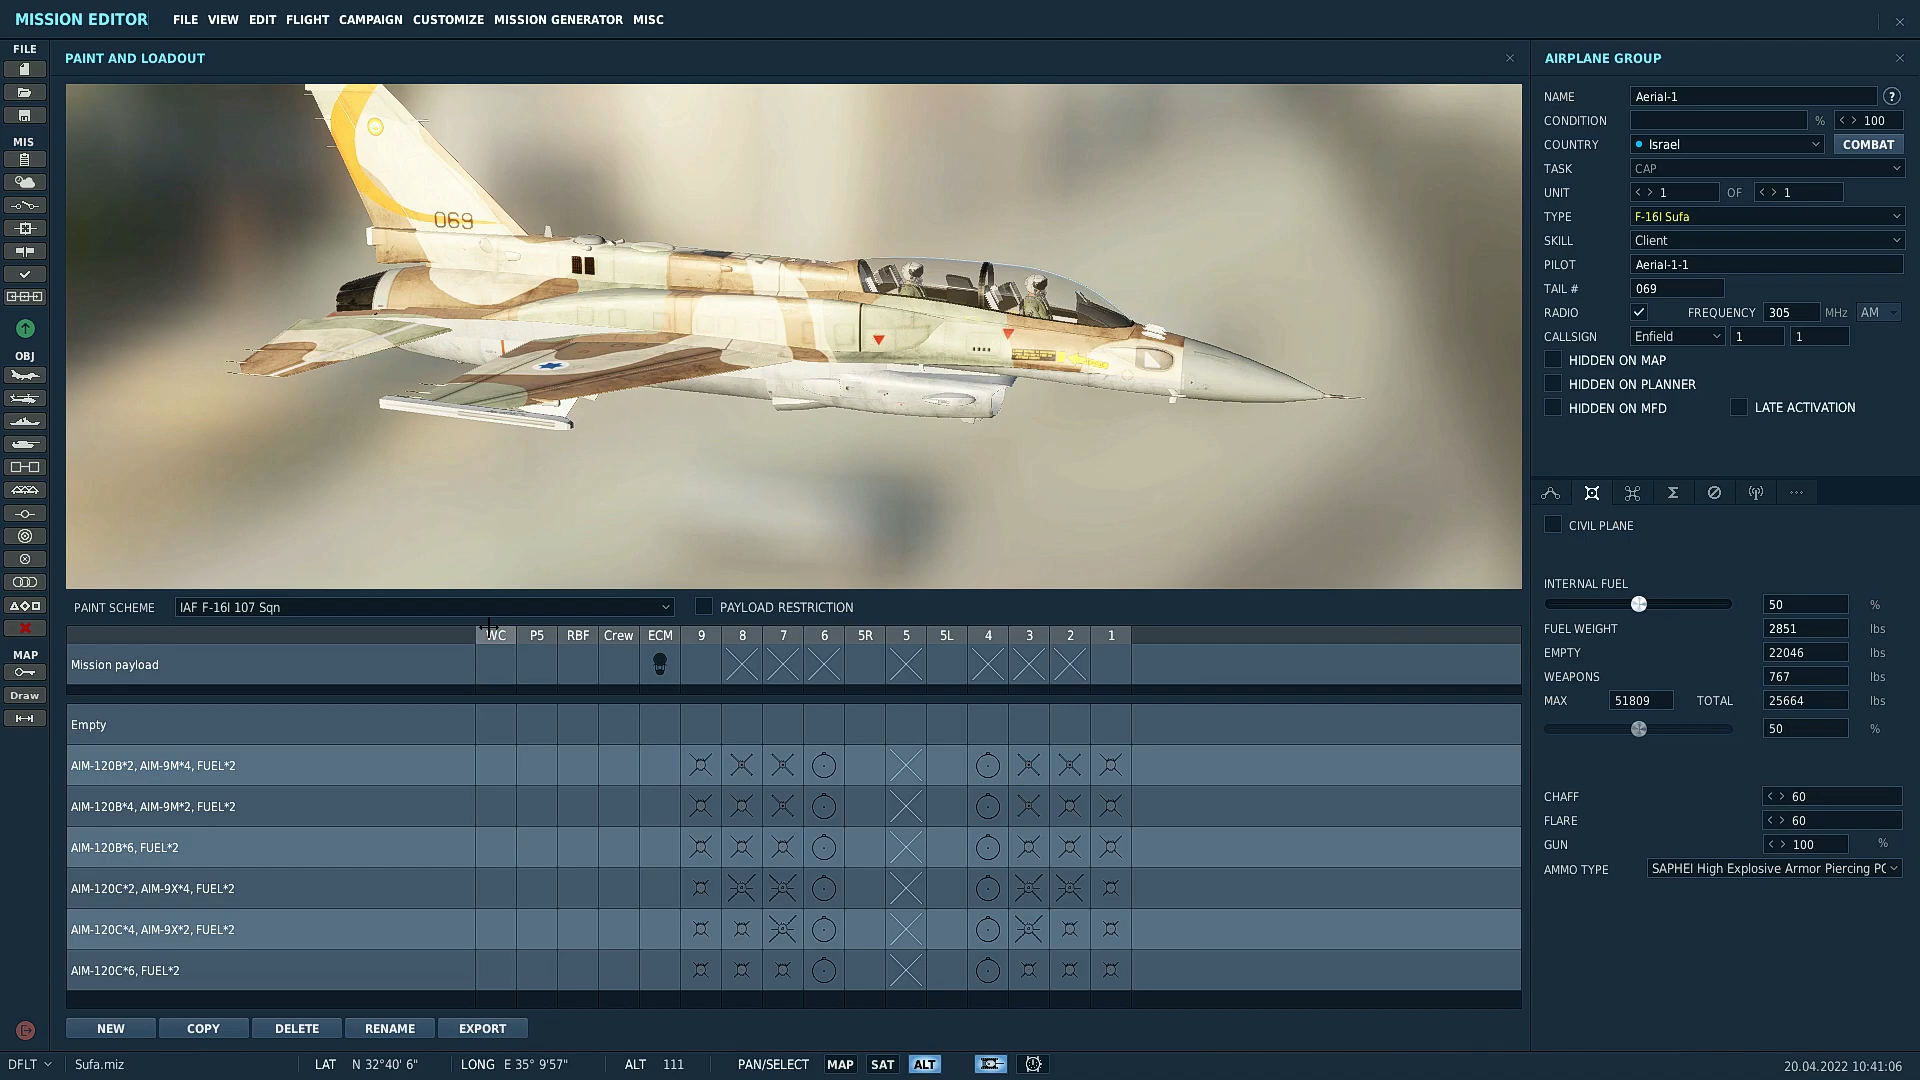 MISSION EDITOR
FILE VIEW EDIT FLIGHT CAMPAIGN CUSTOMIZE MISSION GENERATOR MISC
FILE
MIS
OBJ
MAP
Draw
PAINT AND LOADOUT
069
PAINT SCHEME IAF F-16I 107 Sqn PAYLOAD RESTRICTION
WC P5 RBF Crew ECM 9 8 7 6 5R 5 5L 4 3 2 1
Mission payload
Empty
AIM-120B*2, AIM-9M*4, FUEL*2
AIM-120B*4, AIM-9M*2, FUEL*2
AIM-120B*6, FUEL*2
AIM-120C*2, AIM-9X*4, FUEL*2
AIM-120C*4, AIM-9X*2, FUEL*2
AIM-120C*6, FUEL*2
NEW COPY DELETE RENAME EXPORT
AIRPLANE GROUP
NAME Aerial-1 ?
CONDITION % < > 100
COUNTRY Israel COMBAT
TASK CAP
UNIT < > 1 OF < > 1
TYPE F-16I Sufa
SKILL Client
PILOT Aerial-1-1
TAIL # 069
RADIO FREQUENCY 305 MHz AM
CALLSIGN Enfield 1 1
HIDDEN ON MAP
HIDDEN ON PLANNER
HIDDEN ON MFD LATE ACTIVATION
CIVIL PLANE
INTERNAL FUEL
50 %
FUEL WEIGHT 2851 lbs
EMPTY 22046 lbs
WEAPONS 767 lbs
MAX 51809 TOTAL 25664 lbs
50 %
CHAFF < > 60
FLARE < > 60
GUN < > 100 %
AMMO TYPE SAPHEI High Explosive Armor Piercing PG
DFLT Sufa.miz LAT N 32°40' 6" LONG E 35° 9'57" ALT 111 PAN/SELECT MAP SAT ALT 20.04.2022 10:41:06